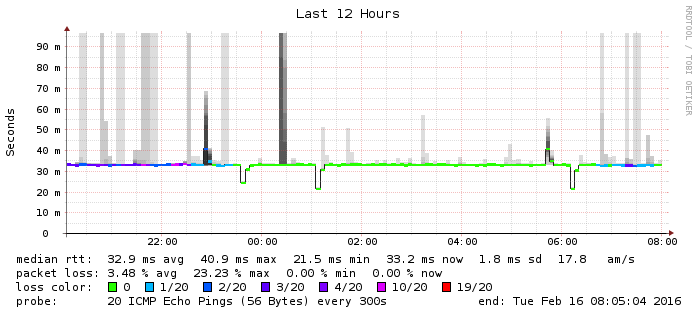 Last 12 Hours
RRDTOOL / TOBI OETIKER
Seconds
90 m
80 m
70 m
60 m
50 m
40 m
30 m
20 m
10 m
0
22:00 00:00 02:00 04:00 06:00 08:00
median rtt: 32.9 ms avg 40.9 ms max 21.5 ms min 33.2 ms now 1.8 ms sd 17.8 am/s
packet loss: 3.48 % avg 23.23 % max 0.00 % min 0.00 % now
loss color: 0 1/20 2/20 3/20 4/20 10/20 19/20
probe: 20 ICMP Echo Pings (56 Bytes) every 300s end: Tue Feb 16 08:05:04 2016